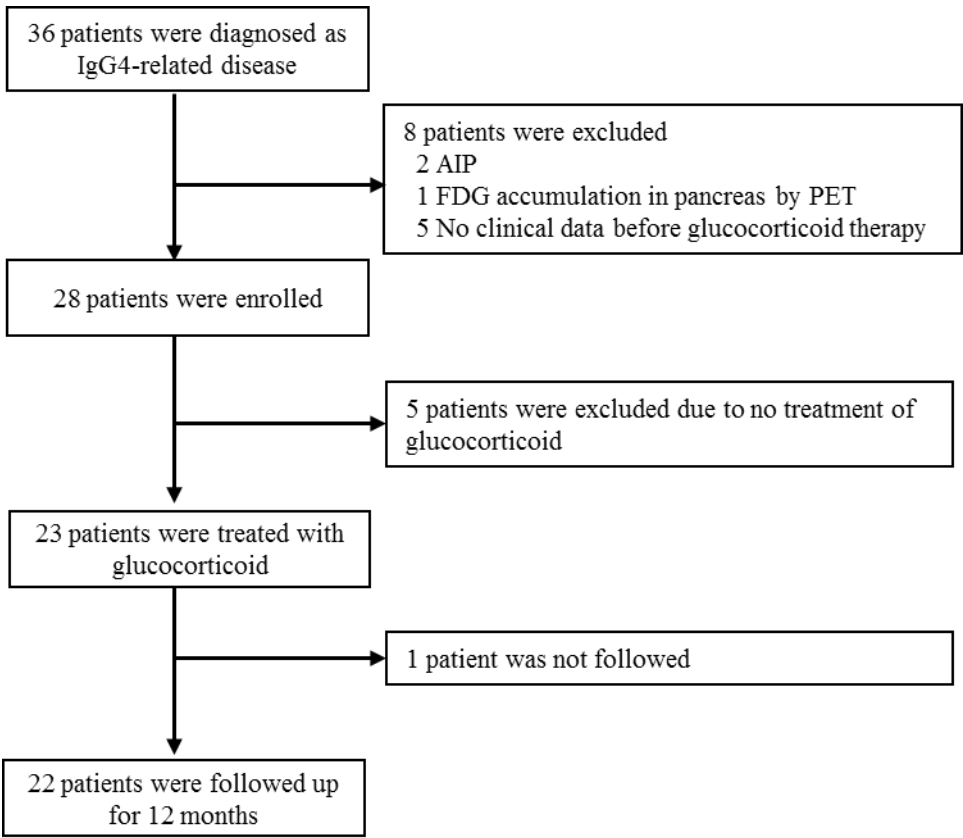 36 patients were diagnosed as
IgG4-related disease
8 patients were excluded
2 AIP
1 FDG accumulation in pancreas by PET
5 No clinical data before glucocorticoid therapy
28 patients were enrolled
5 patients were excluded due to no treatment of
glucocorticoid
23 patients were treated with
glucocorticoid
1 patient was not followed
22 patients were followed up
for 12 months